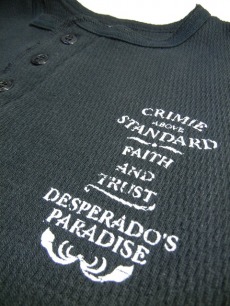 CRIMIE
ABOVE
STANDARD
FAITH
AND
TRUST
DESPERADO'S
PARADISE